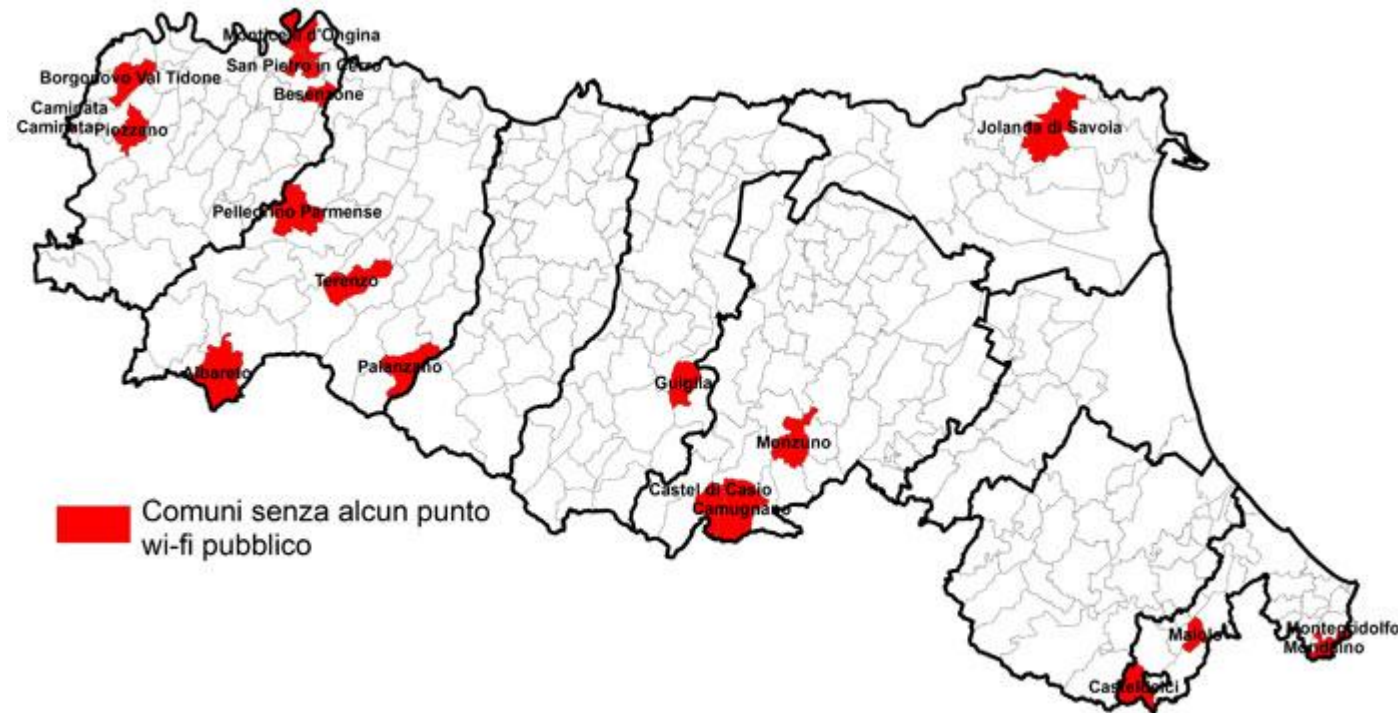 Monticelli d'Ongina
San Pietro in Cerro
Borgonovo Val Tidone
Besenzone
Caminata
Caminata
Piozzano
Jolanda di Savoia
Pellegrino Parmense
Terenzo
Albareto
Palanzano
Guiglia
Monzuno
Castel di Casio
Camugnano
Comuni senza alcun punto
wi-fi pubblico
Maiolo
Montegridolfo
Mondaino
Casteldelci